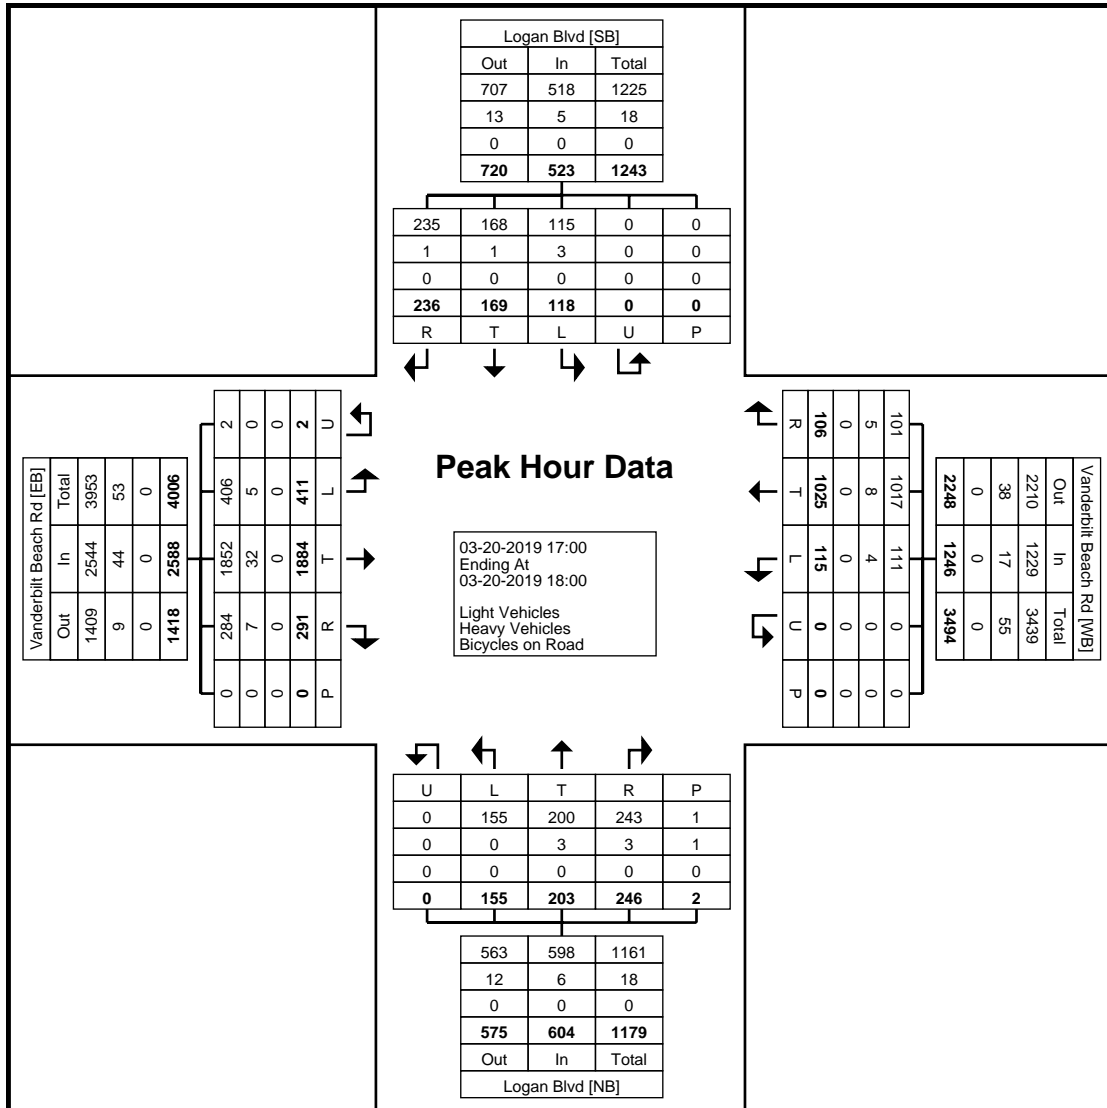 Logan Blvd [SB]
Out In Total
707 518 1225
13 5 18
0 0 0
720 523 1243
235 168 115 0 0
1 1 3 0 0
0 0 0 0 0
236 169 118 0 0
R T L U P
Vanderbilt Beach Rd [EB]
Total 3953 53 0 4006
In 2544 44 0 2588
Out 1409 9 0 1418
2 0 0 2 U
406 5 0 411 L
1852 32 0 1884 T
284 7 0 291 R
0 0 0 0 P
Peak Hour Data
03-20-2019 17:00
Ending At
03-20-2019 18:00
Light Vehicles
Heavy Vehicles
Bicycles on Road
R 106 0 5 101
T 1025 0 8 1017
L 115 0 4 111
U 0 0 0 0
P 0 0 0 0
Vanderbilt Beach Rd [WB]
2248 0 38 2210 Out
1246 0 17 1229 In
3494 0 55 3439 Total
U L T R P
0 155 200 243 1
0 0 3 3 1
0 0 0 0 0
0 155 203 246 2
563 598 1161
12 6 18
0 0 0
575 604 1179
Out In Total
Logan Blvd [NB]